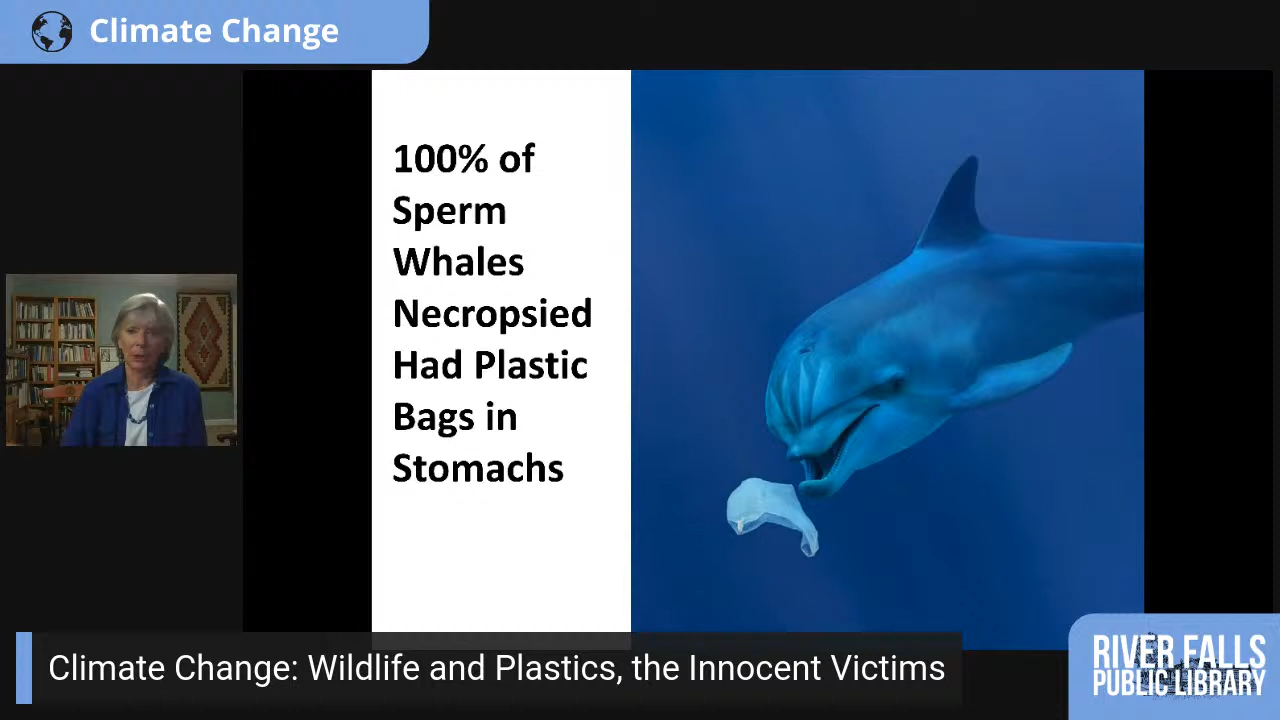 Climate Change
100% of
Sperm
Whales
Necropsied
Had Plastic
Bags in
Stomachs
Climate Change: Wildlife and Plastics, the Innocent Victims
RIVER FALLS
PUBLIC LIBRARY